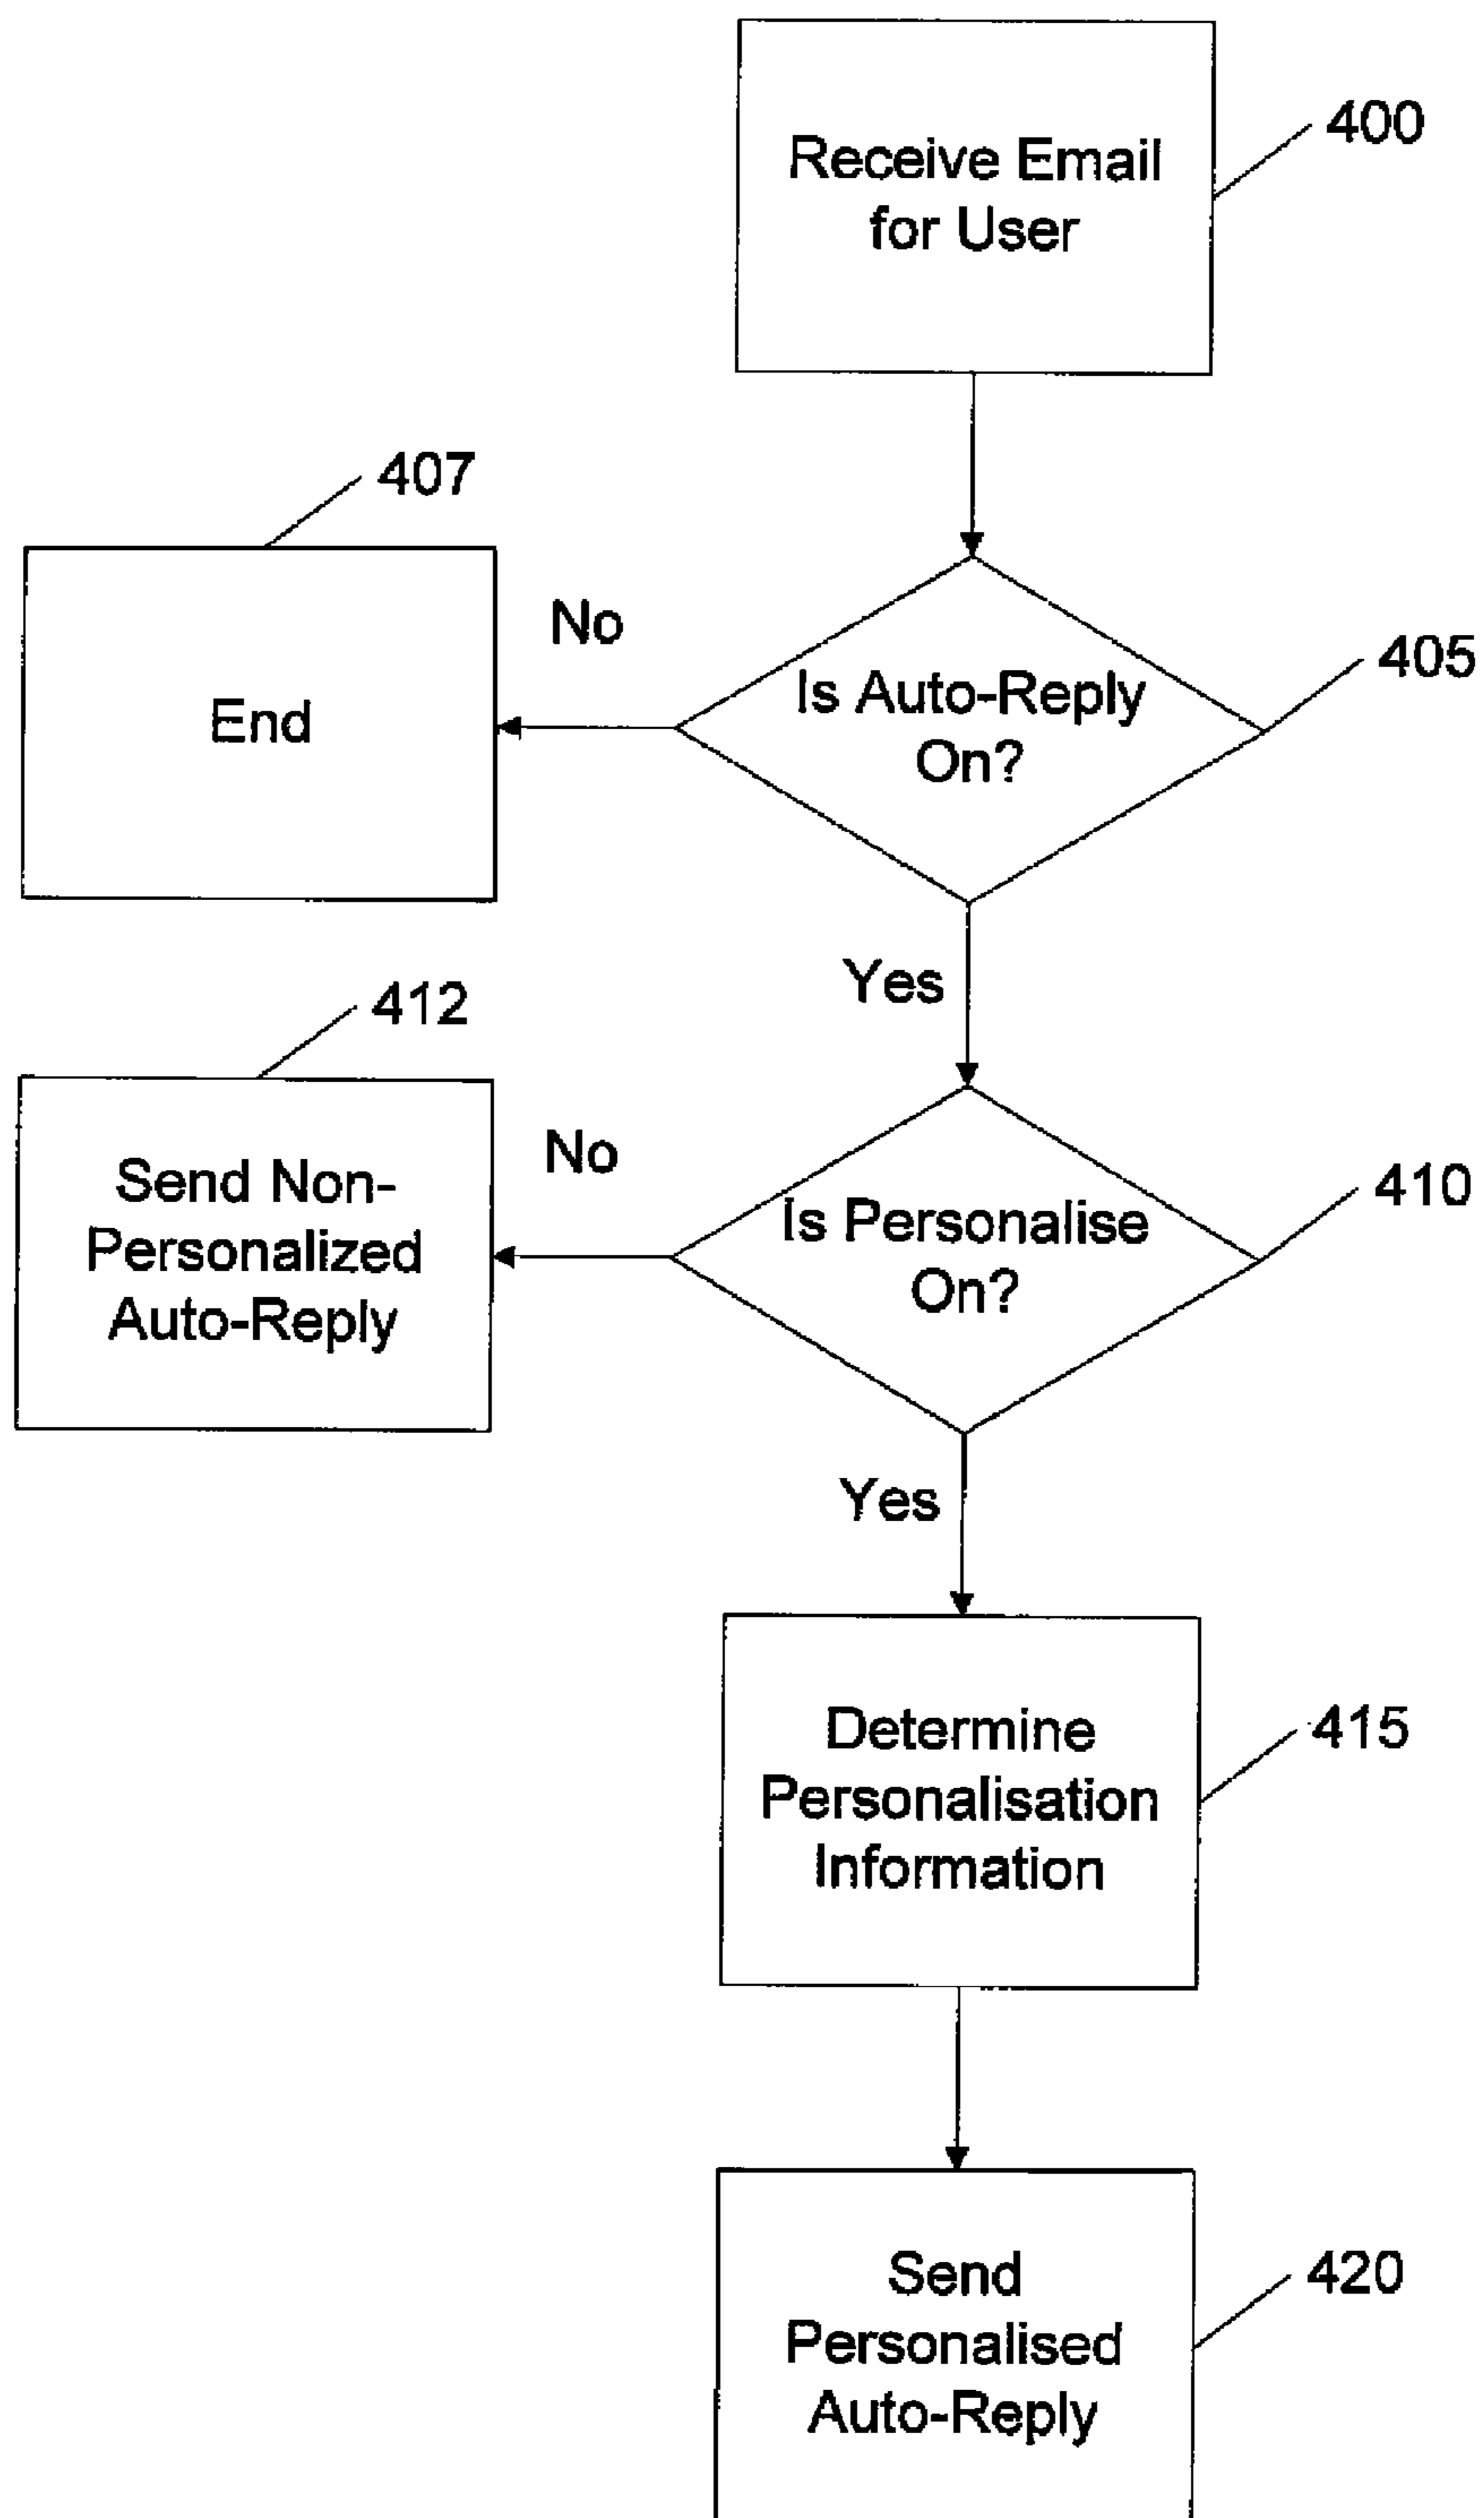 Receive Email
for User
400
407
End
No
Is Auto-Reply
On?
405
Yes
412
Send Non-
Personalized
Auto-Reply
No
Is Personalise
On?
410
Yes
Determine
Personalisation
Information
415
Send
Personalised
Auto-Reply
420